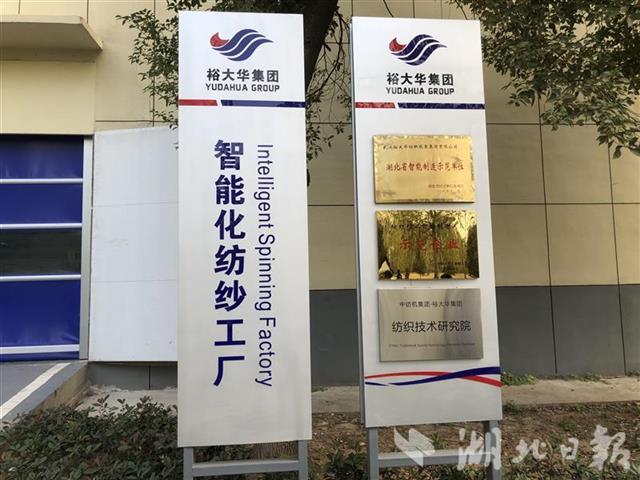 裕大华集团
YUDAHUA GROUP
智能化纺纱工厂
Intelligent Spinning Factory
裕大华集团
YUDAHUA GROUP
湖北省智能制造示范单位
示范企业
中纺机集团·裕大华集团
纺织技术研究院
湖北日报